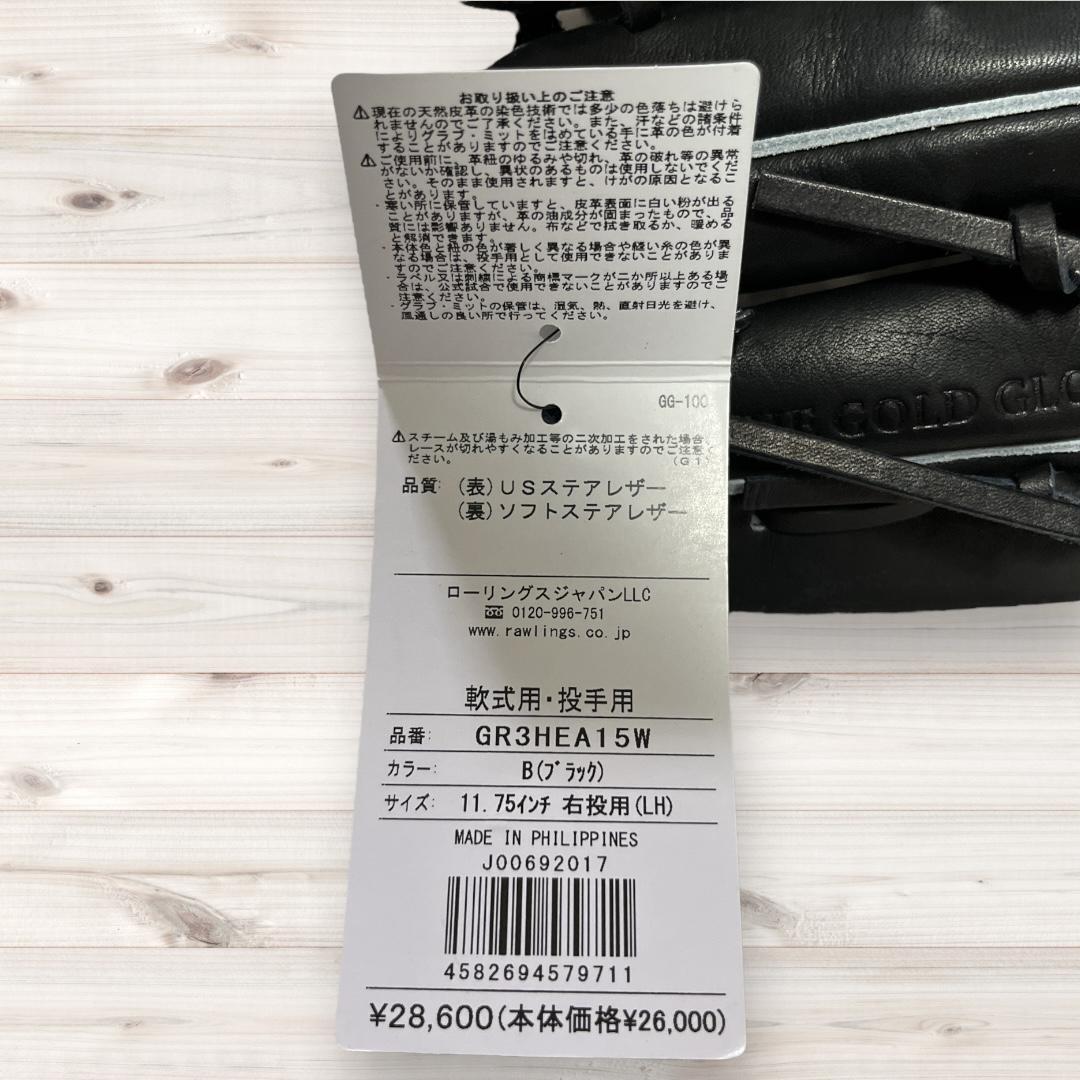 お取り扱い上のご注意
⚠現在の天然皮革の染色技術では多少の色落ちは避けら
れませんのでご了承ください。また、汗などの諸条件
によりグラブ・ミットをはめている手に革の色が付着
することがありますのでご注意ください。
⚠ご使用前に、革紐のゆるみや切れ、革の破れ等の異常
がないか確認し、異状のあるものは使用しないでくだ
さい。そのまま使用されますと、けがの原因となるこ
とがあります。
・寒い所に保管していますと、皮革表面に白い粉が出る
ことがありますが、革の油成分が固まったもので、品
質には影響ありません。布などで拭き取るか、暖める
と解消できます。
・本体色と紐の色が著しく異なる場合や縫い糸の色が異
なる場合は、投手用として使用できないことがありま
すのでご注意ください。
・ラベル又は刺繍による商標マークが二か所以上ある場
合は、公式試合で使用できないことがありますのでご
注意ください。
・グラブ・ミットの保管は、湿気、熱、直射日光を避け、
風通しの良い所で行ってください。
GG-100
⚠スチーム及び湯もみ加工等の二次加工をされた場合、
レースが切れやすくなることがありますのでご注意く
ださい。 (G1)
品質: (表)USステアレザー
(裏)ソフトステアレザー
ローリングスジャパンLLC
0120-996-751
www.rawlings.co.jp
軟式用・投手用
品番: GR3HEA15W
カラー: B(ブラック)
サイズ: 11.75インチ 右投用(LH)
MADE IN PHILIPPINES
J00692017
4582694579711
¥28,600(本体価格¥26,000)
GOLD